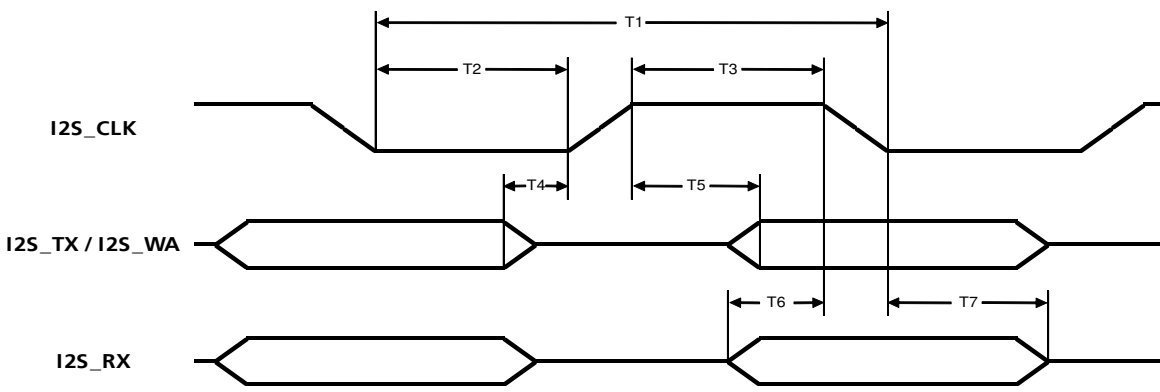 T1
T2
T3
I2S_CLK
T4
T5
I2S_TX / I2S_WA
T6
T7
I2S_RX